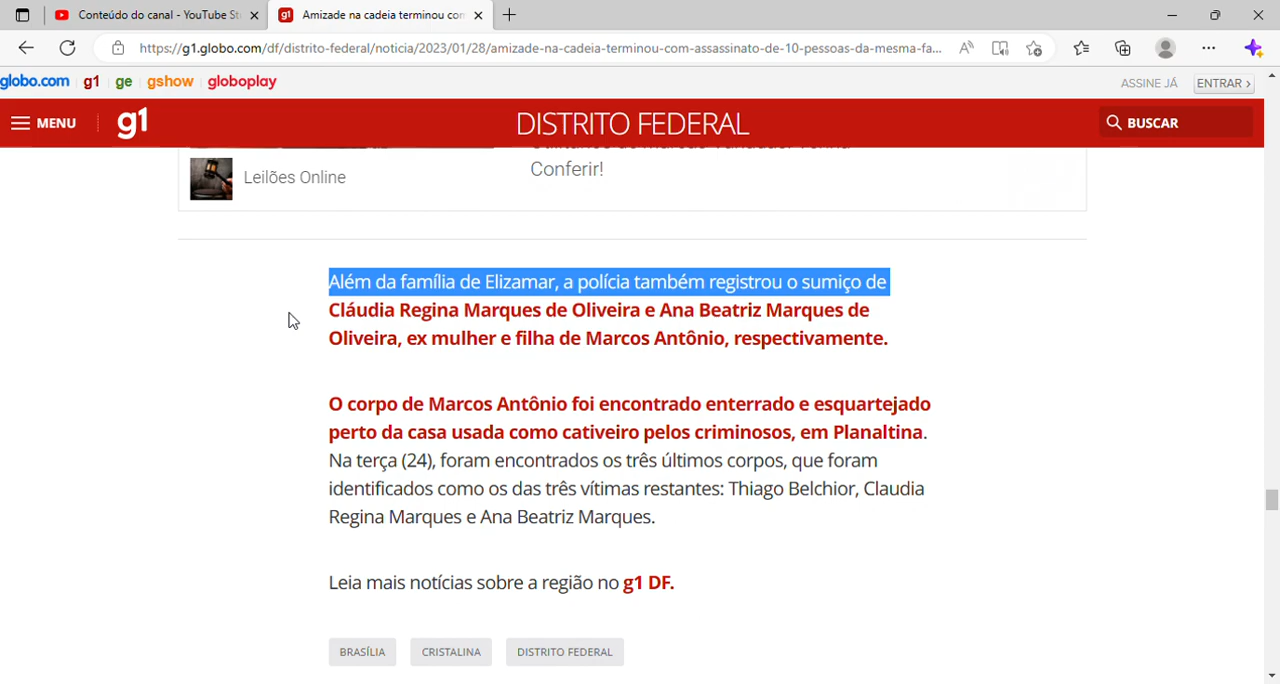 Conteúdo do canal - YouTube St
Amizade na cadeia terminou con
https://g1.globo.com/df/distrito-federal/noticia/2023/01/28/amizade-na-cadeia-terminou-com-assassinato-de-10-pessoas-da-mesma-fa...
globo.com g1 ge gshow globoplay
ASSINE JÁ ENTRAR ›
MENU g1 DISTRITO FEDERAL BUSCAR
Conferir!
Leilões Online
Além da família de Elizamar, a polícia também registrou o sumiço de
Cláudia Regina Marques de Oliveira e Ana Beatriz Marques de
Oliveira, ex mulher e filha de Marcos Antônio, respectivamente.
O corpo de Marcos Antônio foi encontrado enterrado e esquartejado
perto da casa usada como cativeiro pelos criminosos, em Planaltina.
Na terça (24), foram encontrados os três últimos corpos, que foram
identificados como os das três vítimas restantes: Thiago Belchior, Claudia
Regina Marques e Ana Beatriz Marques.
Leia mais notícias sobre a região no g1 DF.
BRASÍLIA CRISTALINA DISTRITO FEDERAL